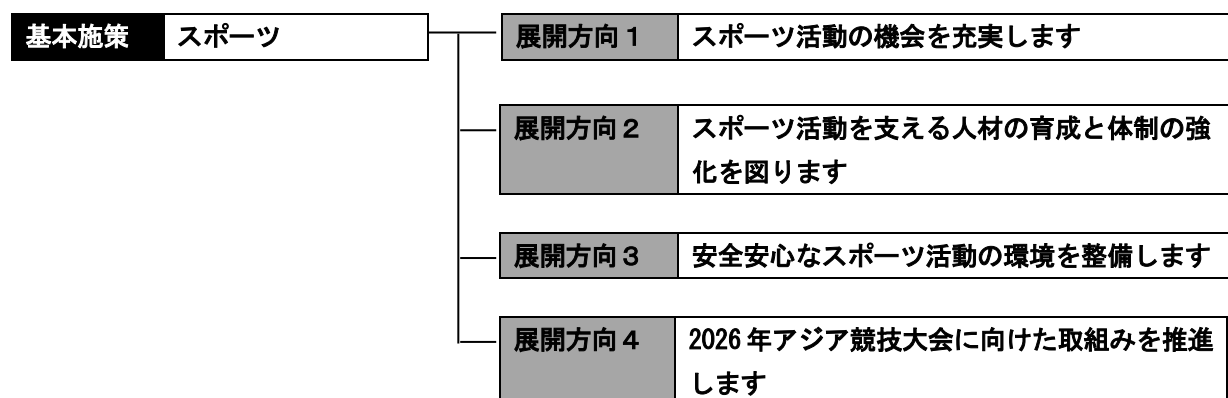 基本施策 スポーツ
展開方向1 スポーツ活動の機会を充実します
展開方向2 スポーツ活動を支える人材の育成と体制の強
化を図ります
展開方向3 安全安心なスポーツ活動の環境を整備します
展開方向4 2026年アジア競技大会に向けた取組みを推進
します